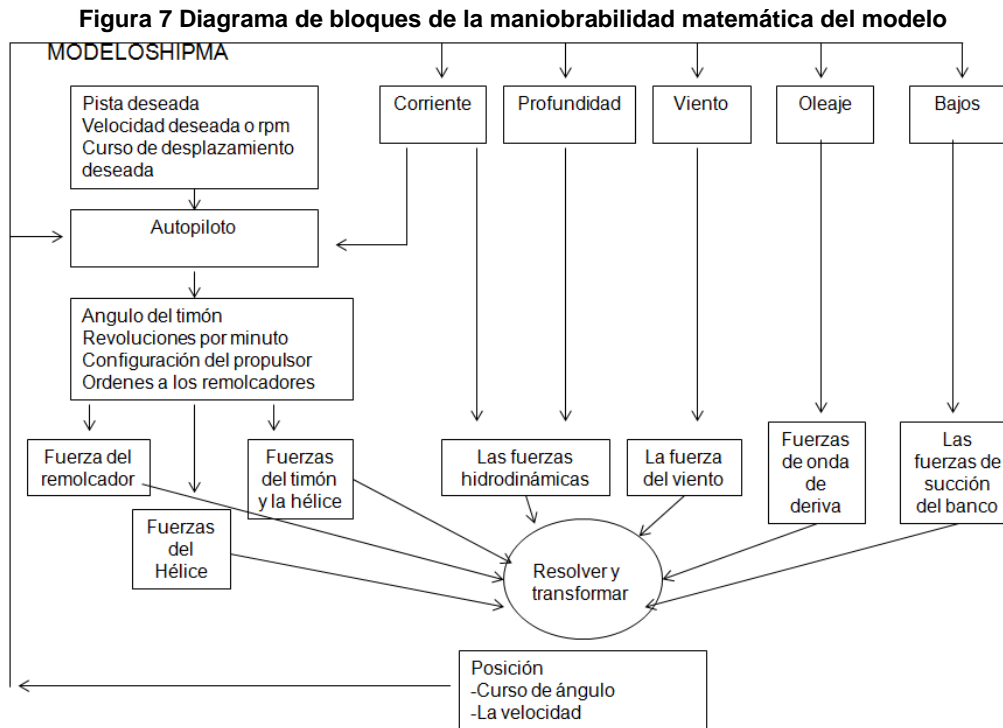 Figura 7 Diagrama de bloques de la maniobrabilidad matemática del modelo
MODELOSHIPMA
Pista deseada
Velocidad deseada o rpm
Curso de desplazamiento
deseada
Corriente
Profundidad
Viento
Oleaje
Bajos
Autopiloto
Angulo del timón
Revoluciones por minuto
Configuración del propulsor
Ordenes a los remolcadores
Fuerza del
remolcador
Fuerzas
del
Hélice
Fuerzas
del timón
y la hélice
Las fuerzas
hidrodinámicas
La fuerza
del viento
Fuerzas
de onda
de
deriva
Las
fuerzas de
succión
del banco
Resolver y
transformar
Posición
-Curso de ángulo
-La velocidad